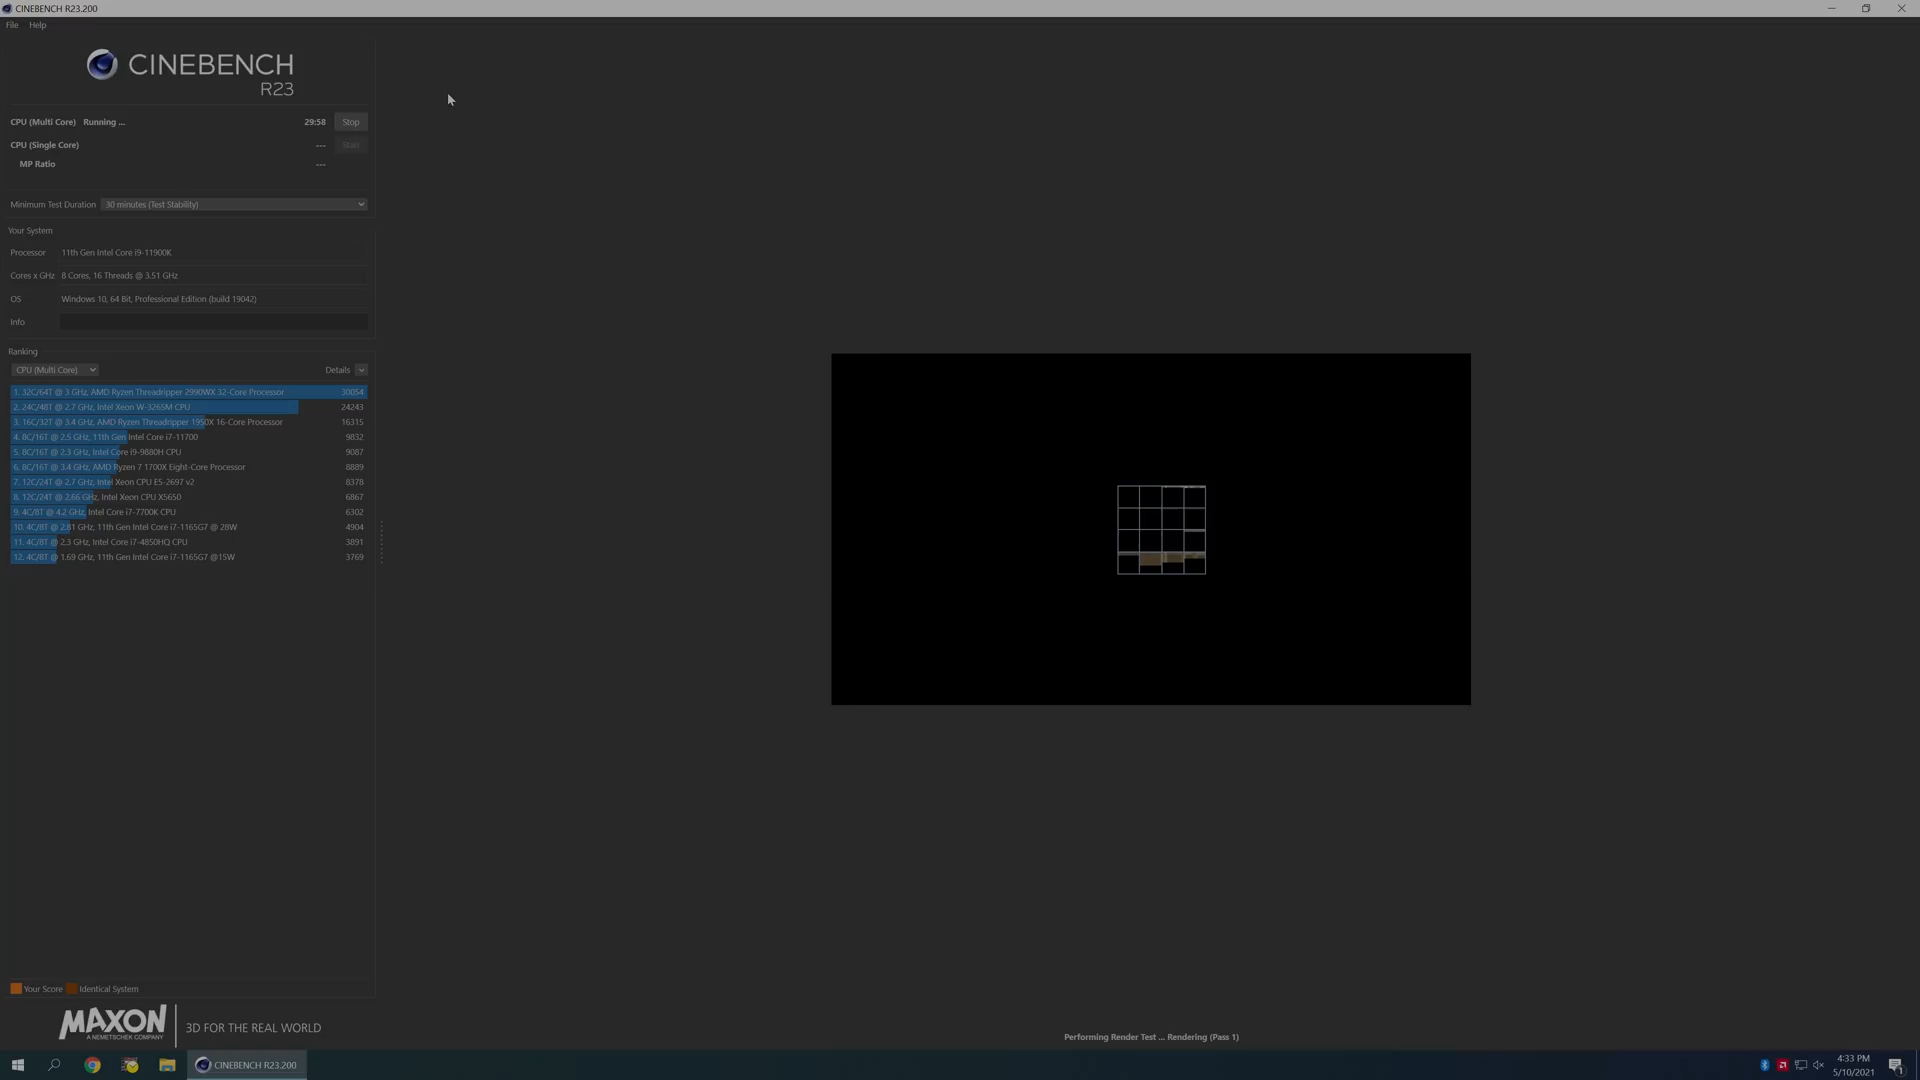 CINEBENCH R23.200
File Help
CINEBENCH
R23
CPU (Multi Core) Running ... 29:58 Stop
CPU (Single Core) --- Start
MP Ratio ---
Minimum Test Duration 30 minutes (Test Stability)
Your System
Processor 11th Gen Intel Core i9-11900K
Cores x GHz 8 Cores, 16 Threads @ 3.51 GHz
OS Windows 10, 64 Bit, Professional Edition (build 19042)
Info
Ranking
CPU (Multi Core) Details
1. 32C/64T @ 3 GHz, AMD Ryzen Threadripper 2990WX 32-Core Processor 30054
2. 24C/48T @ 2.7 GHz, Intel Xeon W-3265M CPU 24243
3. 16C/32T @ 3.4 GHz, AMD Ryzen Threadripper 1950X 16-Core Processor 16315
4. 8C/16T @ 2.5 GHz, 11th Gen Intel Core i7-11700 9832
5. 8C/16T @ 2.3 GHz, Intel Core i9-9880H CPU 9087
6. 8C/16T @ 3.4 GHz, AMD Ryzen 7 1700X Eight-Core Processor 8889
7. 12C/24T @ 2.7 GHz, Intel Xeon CPU E5-2697 v2 8378
8. 12C/24T @ 2.66 GHz, Intel Xeon CPU X5650 6867
9. 4C/8T @ 4.2 GHz, Intel Core i7-7700K CPU 6302
10. 4C/8T @ 2.81 GHz, 11th Gen Intel Core i7-1165G7 @ 28W 4904
11. 4C/8T @ 2.3 GHz, Intel Core i7-4850HQ CPU 3891
12. 4C/8T @ 1.69 GHz, 11th Gen Intel Core i7-1165G7 @15W 3769
Your Score Identical System
MAXON
A NEMETSCHEK COMPANY
3D FOR THE REAL WORLD
Performing Render Test ... Rendering (Pass 1)
CINEBENCH R23.200
4:33 PM
5/10/2021
1